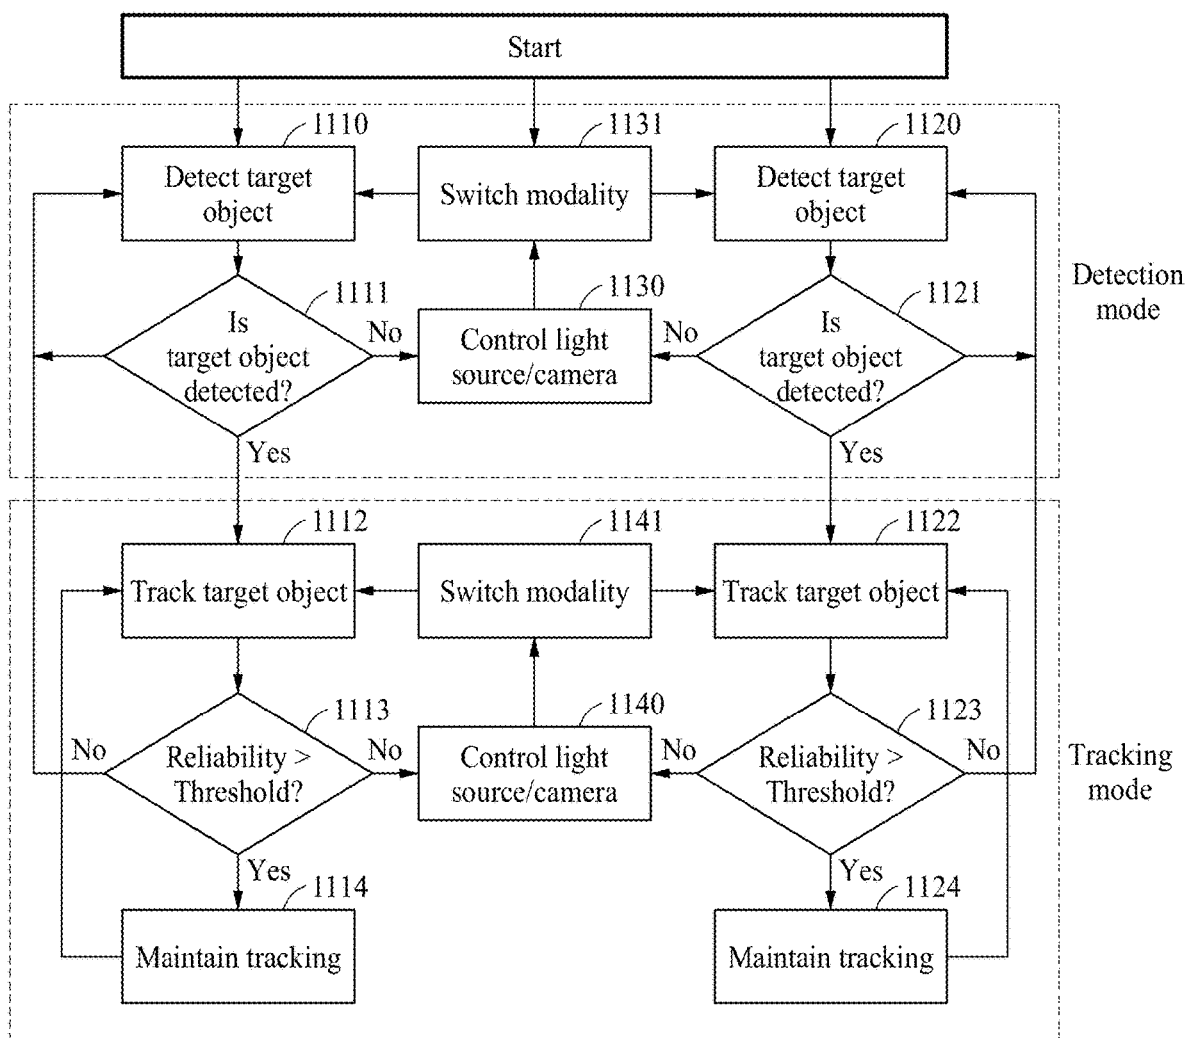 Start
1110
1131
1120
Detect target
object
Switch modality
Detect target
object
1111
1130
1121
Detection
mode
Is
target object
detected?
No
Control light
source/camera
No
Is
target object
detected?
Yes
Yes
1112
1141
1122
Track target object
Switch modality
Track target object
1113
1140
1123
No
Reliability >
Threshold?
No
Control light
source/camera
No
Reliability >
Threshold?
No
Tracking
mode
Yes
Yes
1114
1124
Maintain tracking
Maintain tracking